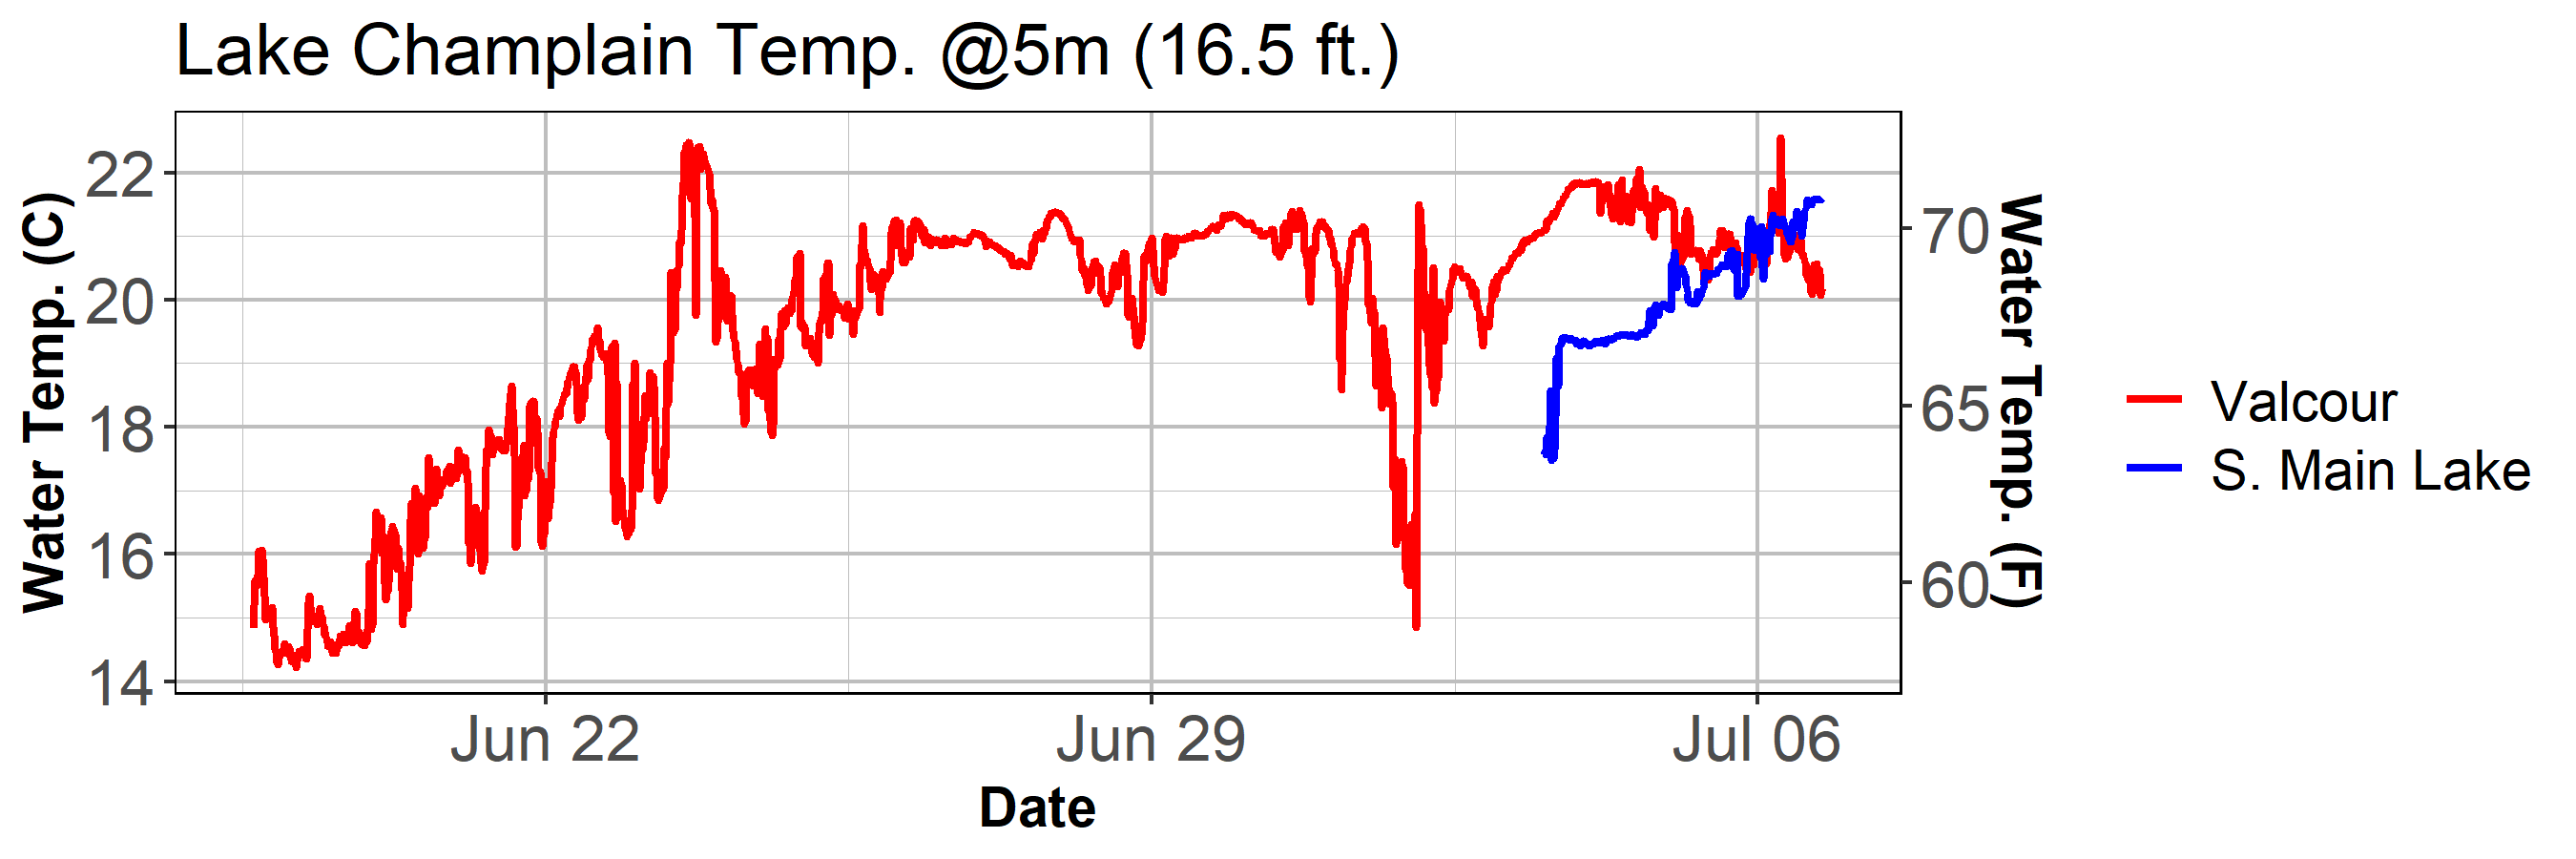 Lake Champlain Temp. @5m (16.5 ft.)
Water Temp. (C)
22
20
18
16
14
70
65
60
Water Temp. (F)
Jun 22
Jun 29
Jul 06
Date
Valcour
S. Main Lake